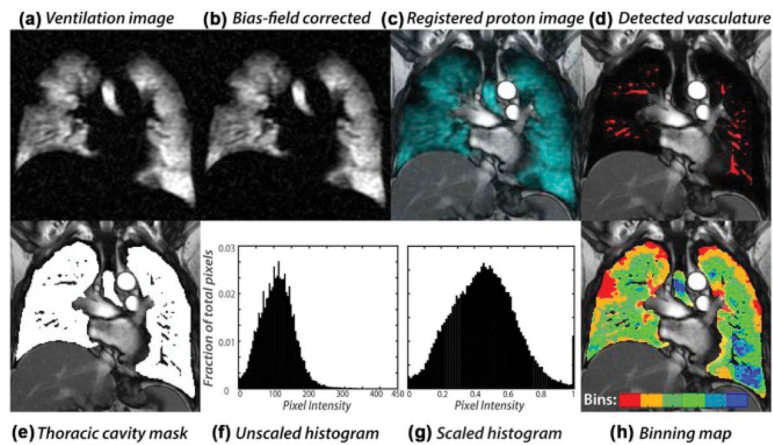 (a) Ventilation image
(b) Bias-field corrected
(c) Registered proton image
(d) Detected vasculature
Fraction of total pixels
0.03
0.02
0.01
0
0 100 200 300 450
Pixel Intensity
0 0.2 0.4 0.6 0.8 1
Pixel Intensity
Bins:
(e) Thoracic cavity mask
(f) Unscaled histogram
(g) Scaled histogram
(h) Binning map